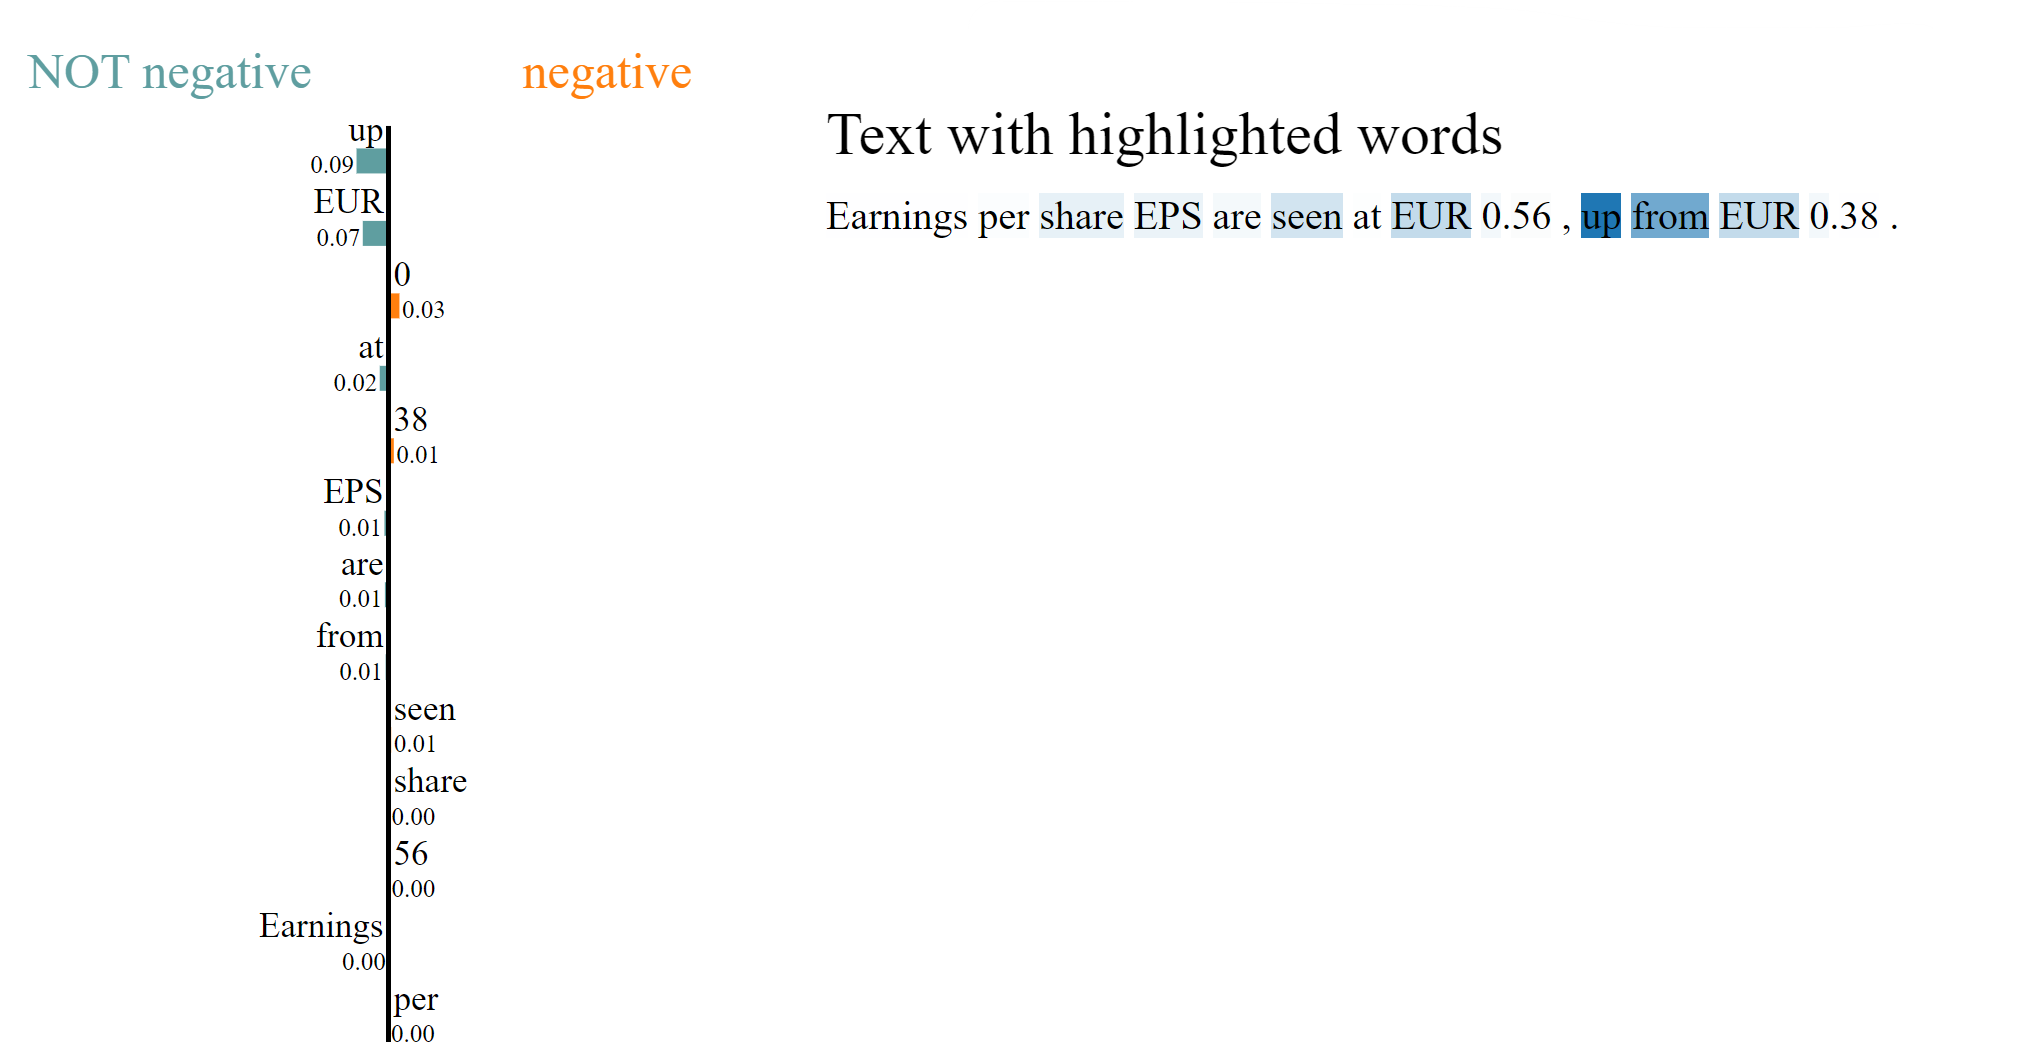 NOT negative negative
up
0.09
EUR
0.07
0
0.03
at
0.02
38
0.01
EPS
0.01
are
0.01
from
0.01
seen
0.01
share
0.00
56
0.00
Earnings
0.00
per
0.00
Text with highlighted words
Earnings per share EPS are seen at EUR 0.56 , up from EUR 0.38 .